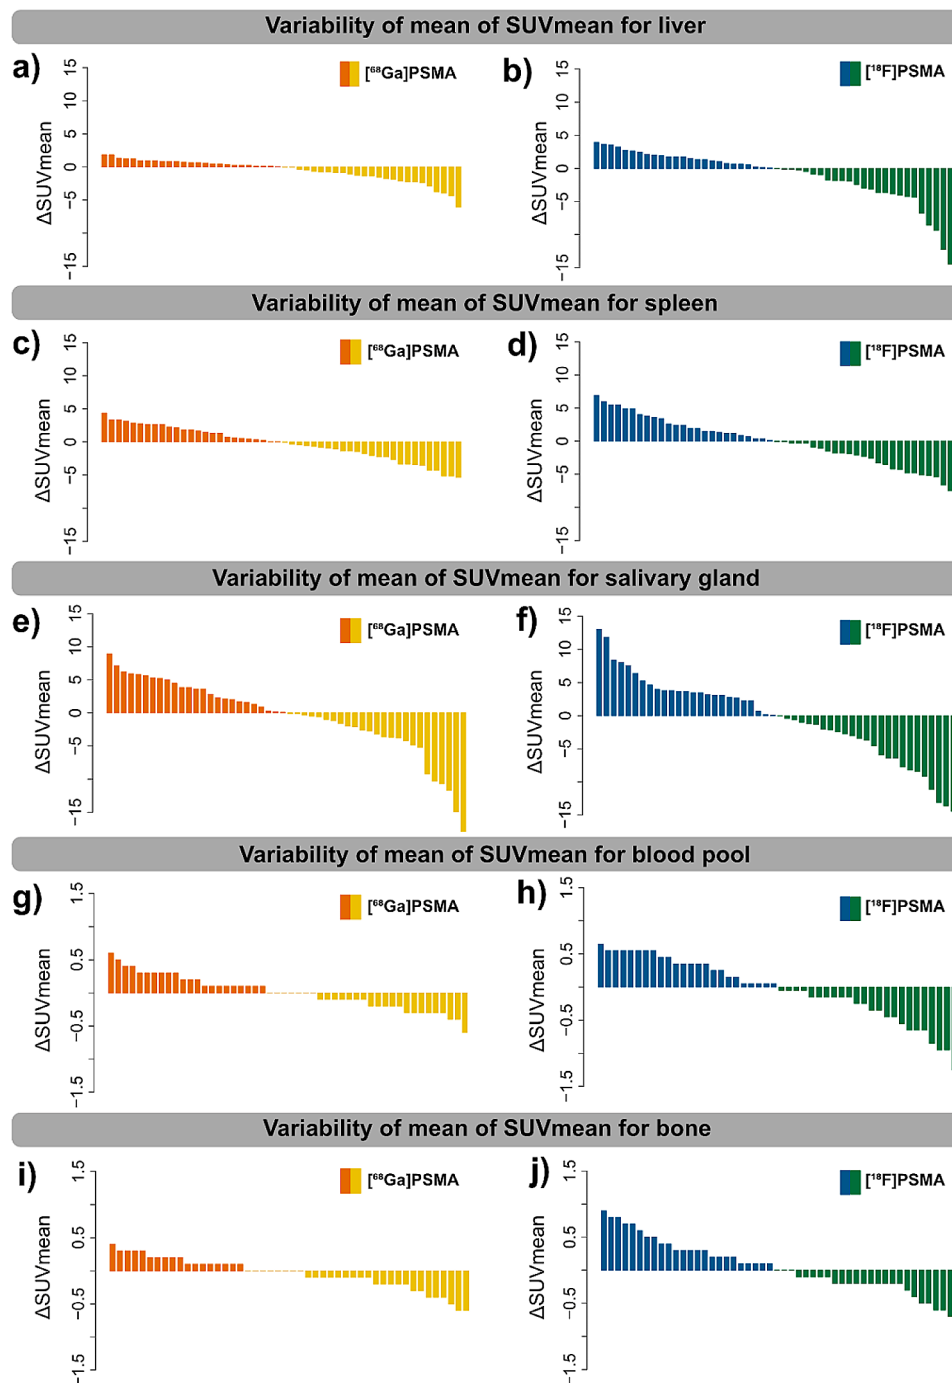 Variability of mean of SUVmean for liver
a)
15
10
5
0
−5
−15
ΔSUVmean
[⁶⁸Ga]PSMA
b)
15
10
5
0
−5
−15
ΔSUVmean
[¹⁸F]PSMA
Variability of mean of SUVmean for spleen
c)
15
10
5
0
−5
−15
ΔSUVmean
[⁶⁸Ga]PSMA
d)
15
10
5
0
−5
−15
ΔSUVmean
[¹⁸F]PSMA
Variability of mean of SUVmean for salivary gland
e)
15
10
5
0
−5
−15
ΔSUVmean
[⁶⁸Ga]PSMA
f)
15
10
5
0
−5
−15
ΔSUVmean
[¹⁸F]PSMA
Variability of mean of SUVmean for blood pool
g)
1.5
0.5
−0.5
−1.5
ΔSUVmean
[⁶⁸Ga]PSMA
h)
1.5
0.5
−0.5
−1.5
ΔSUVmean
[¹⁸F]PSMA
Variability of mean of SUVmean for bone
i)
1.5
0.5
−0.5
−1.5
ΔSUVmean
[⁶⁸Ga]PSMA
j)
1.5
0.5
−0.5
−1.5
ΔSUVmean
[¹⁸F]PSMA